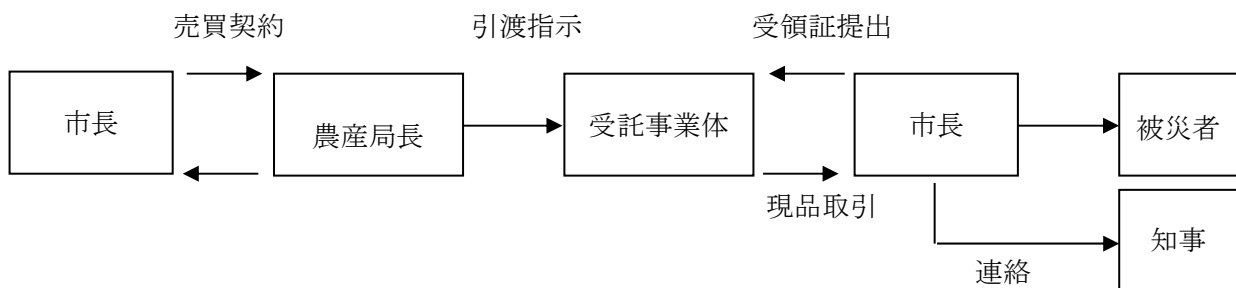 売買契約
引渡指示
受領証提出
市長
農産局長
受託事業体
市長
被災者
現品取引
知事
連絡